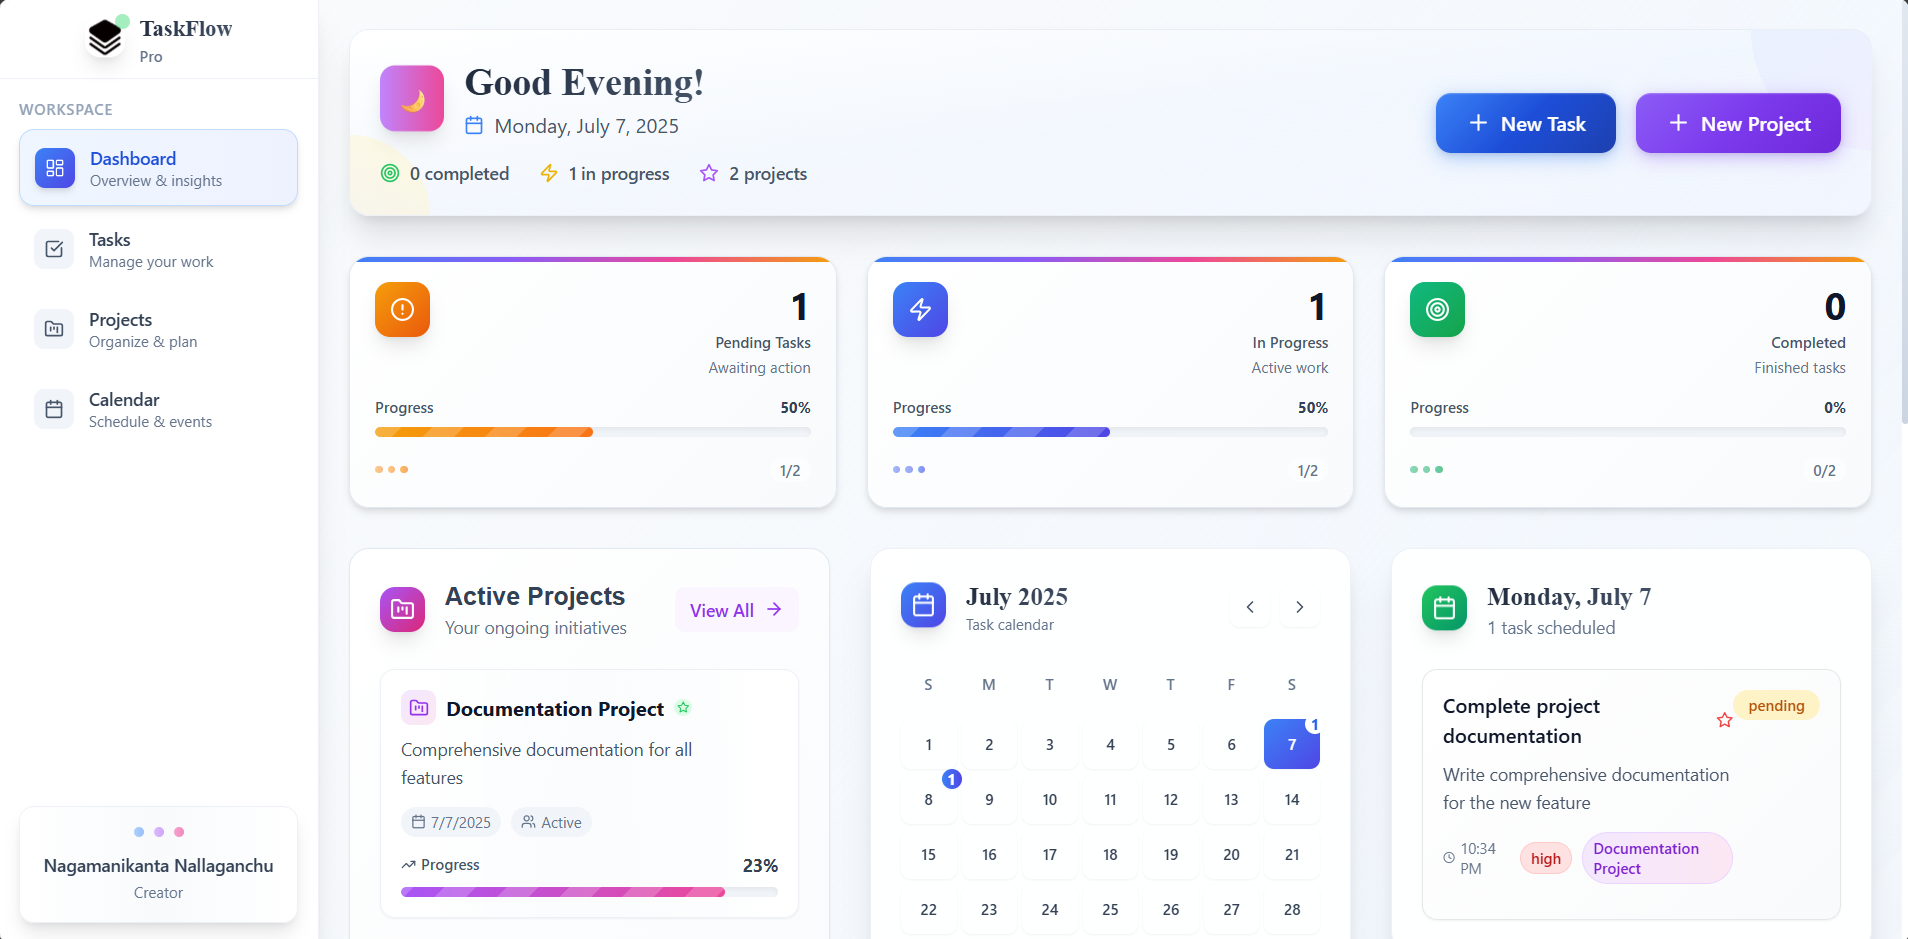 TaskFlow
Pro
WORKSPACE
Dashboard
Overview & insights
Tasks
Manage your work
Projects
Organize & plan
Calendar
Schedule & events
Nagamanikanta Nallaganchu
Creator
Good Evening!
Monday, July 7, 2025
0 completed 1 in progress 2 projects
New Task New Project
1
Pending Tasks
Awaiting action
Progress 50%
1/2
1
In Progress
Active work
Progress 50%
1/2
0
Completed
Finished tasks
Progress 0%
0/2
Active Projects
Your ongoing initiatives
View All
Documentation Project
Comprehensive documentation for all
features
7/7/2025 Active
Progress 23%
July 2025
Task calendar
S M T W T F S
1 2 3 4 5 6 7 1
8 1 9 10 11 12 13 14
15 16 17 18 19 20 21
22 23 24 25 26 27 28
Monday, July 7
1 task scheduled
Complete project
documentation
pending
Write comprehensive documentation
for the new feature
10:34
PM
high
Documentation
Project